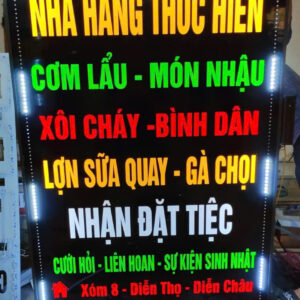 NHÀ HÀNG THỨC HIỀN
CƠM LẨU - MÓN NHẬU
XÔI CHÁY -BÌNH DÂN
LỢN SỮA QUAY - GÀ CHỌI
NHẬN ĐẶT TIỆC
CƯỚI HỎI - LIÊN HOAN - SỰ KIỆN SINH NHẬT
Xóm 8 - Diễn Thọ - Diễn Châu